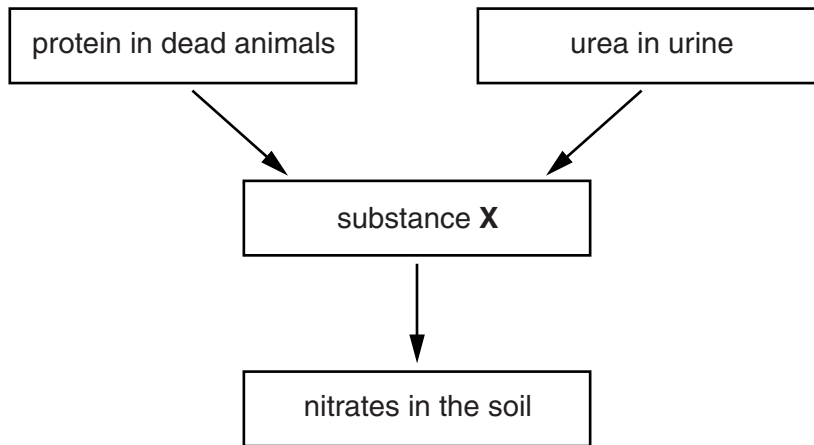 protein in dead animals
urea in urine
substance X
nitrates in the soil